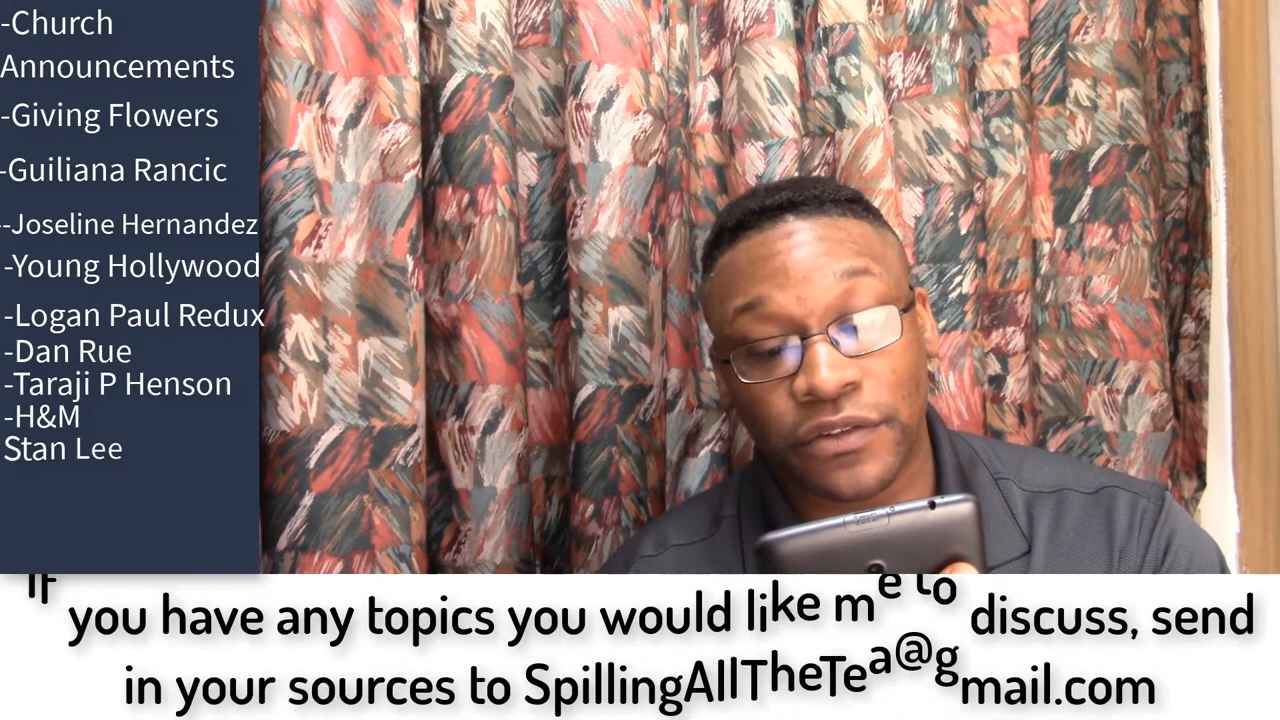 -Church
Announcements
-Giving Flowers
-Guiliana Rancic
--Joseline Hernandez
-Young Hollywood
-Logan Paul Redux
-Dan Rue
-Taraji P Henson
-H&M
Stan Lee
If you have any topics you would like me to discuss, send
in your sources to SpillingAllTheTea@gmail.com